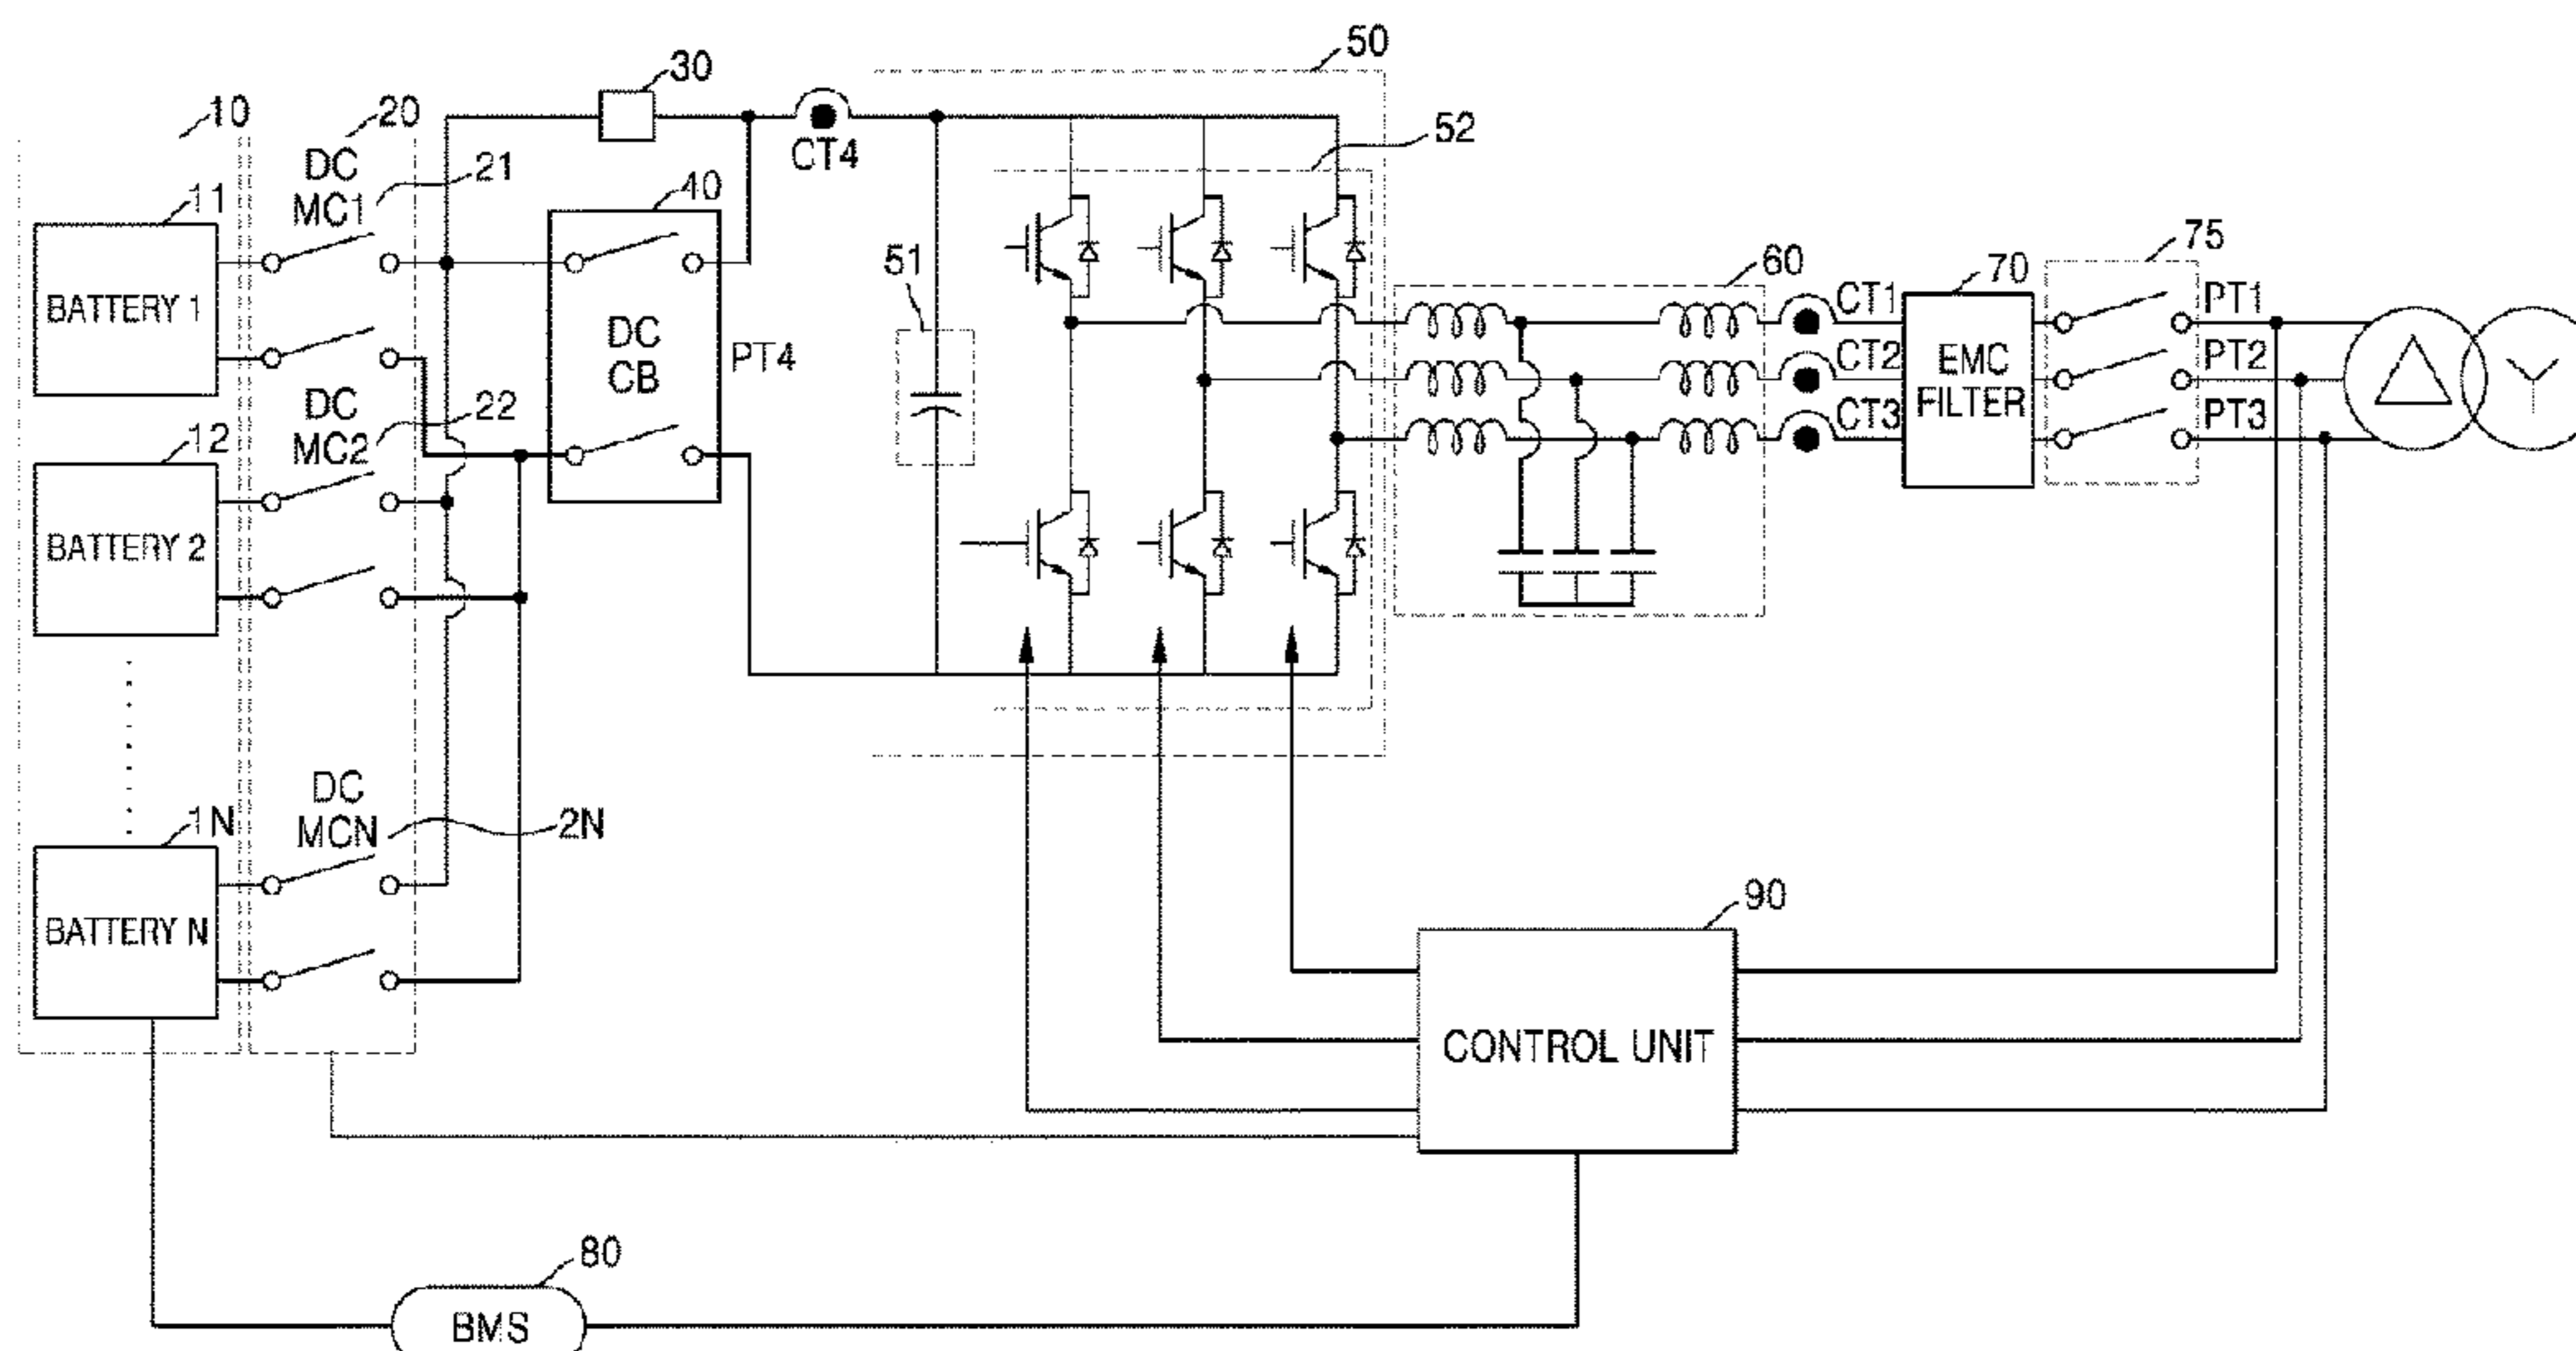 50
30
10
20
52
CT4
DC
MC1
21
40
11
75
51
60
70
CT1
PT1
BATTERY 1
DC
CB
PT4
EMC
FILTER
CT2
PT2
DC
MC2
22
CT3
PT3
12
BATTERY 2
DC
MCN
1N
2N
90
BATTERY N
CONTROL UNIT
80
BMS